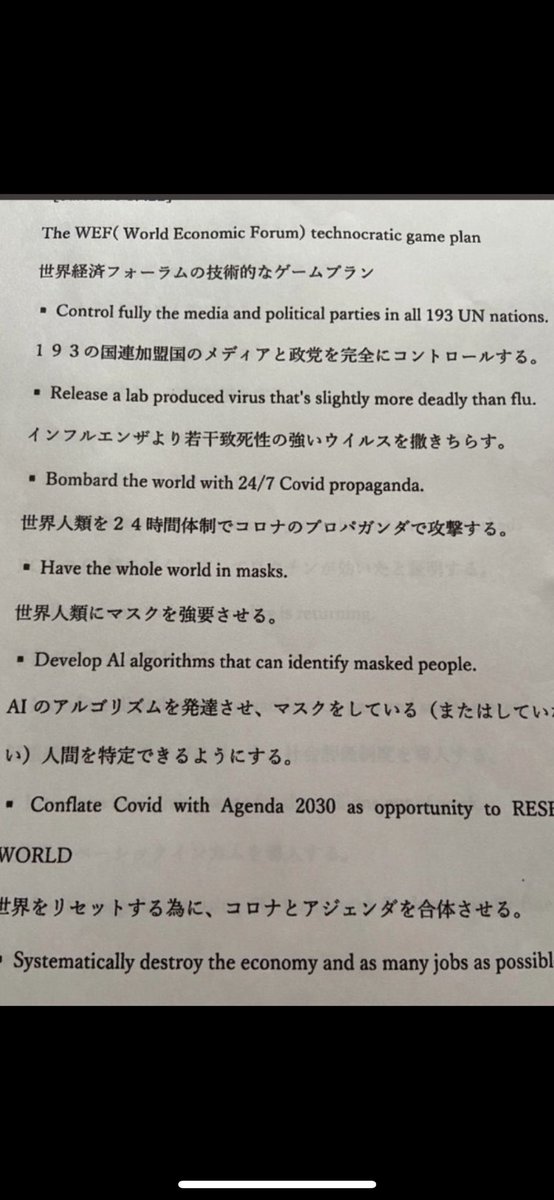 The WEF( World Economic Forum) technocratic game plan
世界経済フォーラムの技術的なゲームプラン
▪ Control fully the media and political parties in all 193 UN nations.
１９３の国連加盟国のメディアと政党を完全にコントロールする。
▪ Release a lab produced virus that's slightly more deadly than flu.
インフルエンザより若干致死性の強いウイルスを撒きちらす。
▪ Bombard the world with 24/7 Covid propaganda.
世界人類を２４時間体制でコロナのプロパガンダで攻撃する。
▪ Have the whole world in masks.
世界人類にマスクを強要させる。
▪ Develop AI algorithms that can identify masked people.
AI のアルゴリズムを発達させ、マスクをしている（またはしていな
い）人間を特定できるようにする。
▪ Conflate Covid with Agenda 2030 as opportunity to RESE
WORLD
世界をリセットする為に、コロナとアジェンダを合体させる。
▪ Systematically destroy the economy and as many jobs as possibl